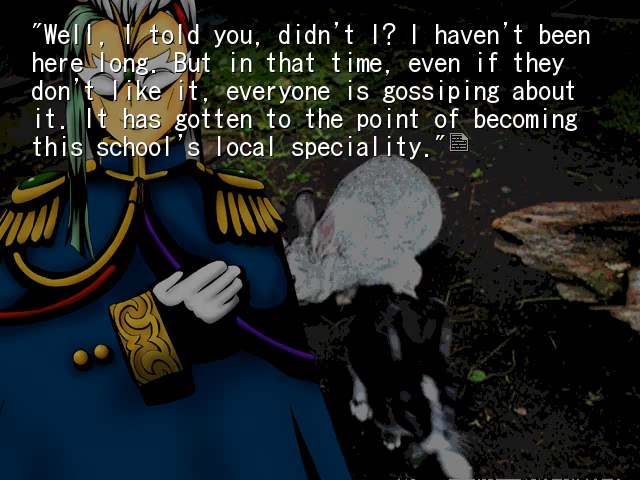 "Well, I told you, didn't I? I haven't been
here long. But in that time, even if they
don't like it, everyone is gossiping about
it. It has gotten to the point of becoming
this school's local speciality."